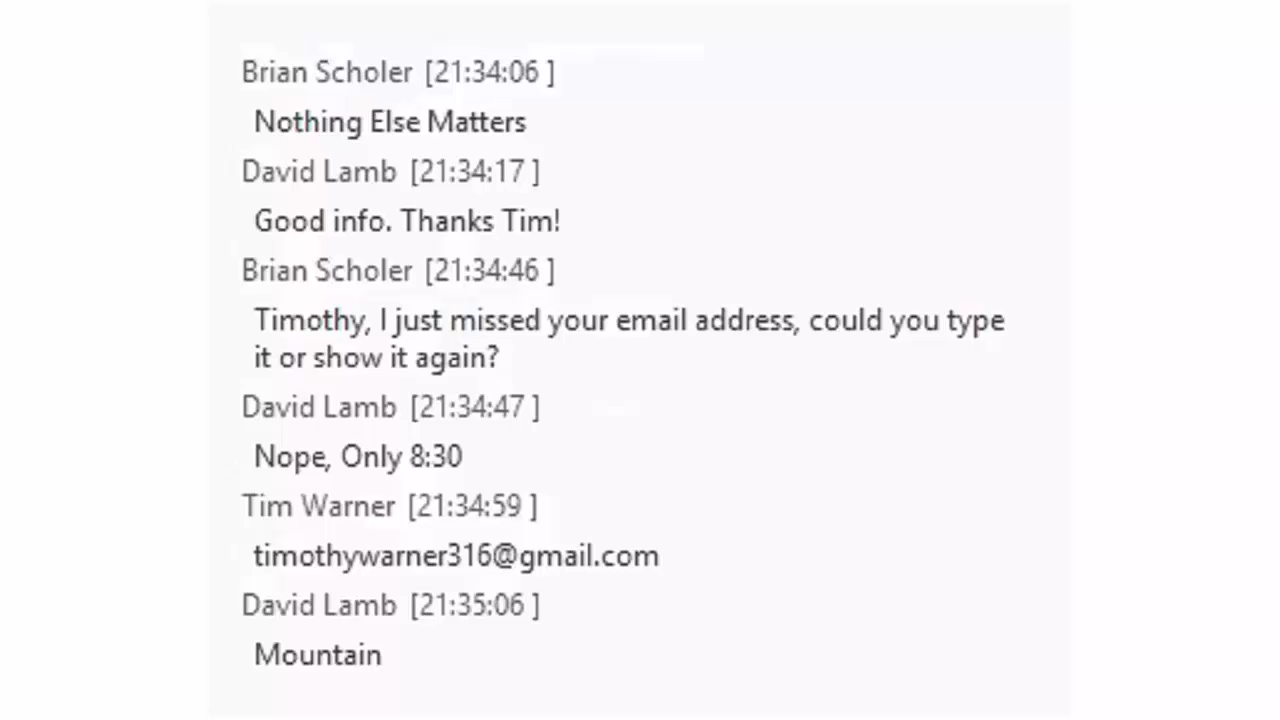 Brian Scholer [21:34:06 ]
Nothing Else Matters
David Lamb [21:34:17 ]
Good info. Thanks Tim!
Brian Scholer [21:34:46 ]
Timothy, I just missed your email address, could you type
it or show it again?
David Lamb [21:34:47 ]
Nope, Only 8:30
Tim Warner [21:34:59 ]
timothywarner316@gmail.com
David Lamb [21:35:06 ]
Mountain